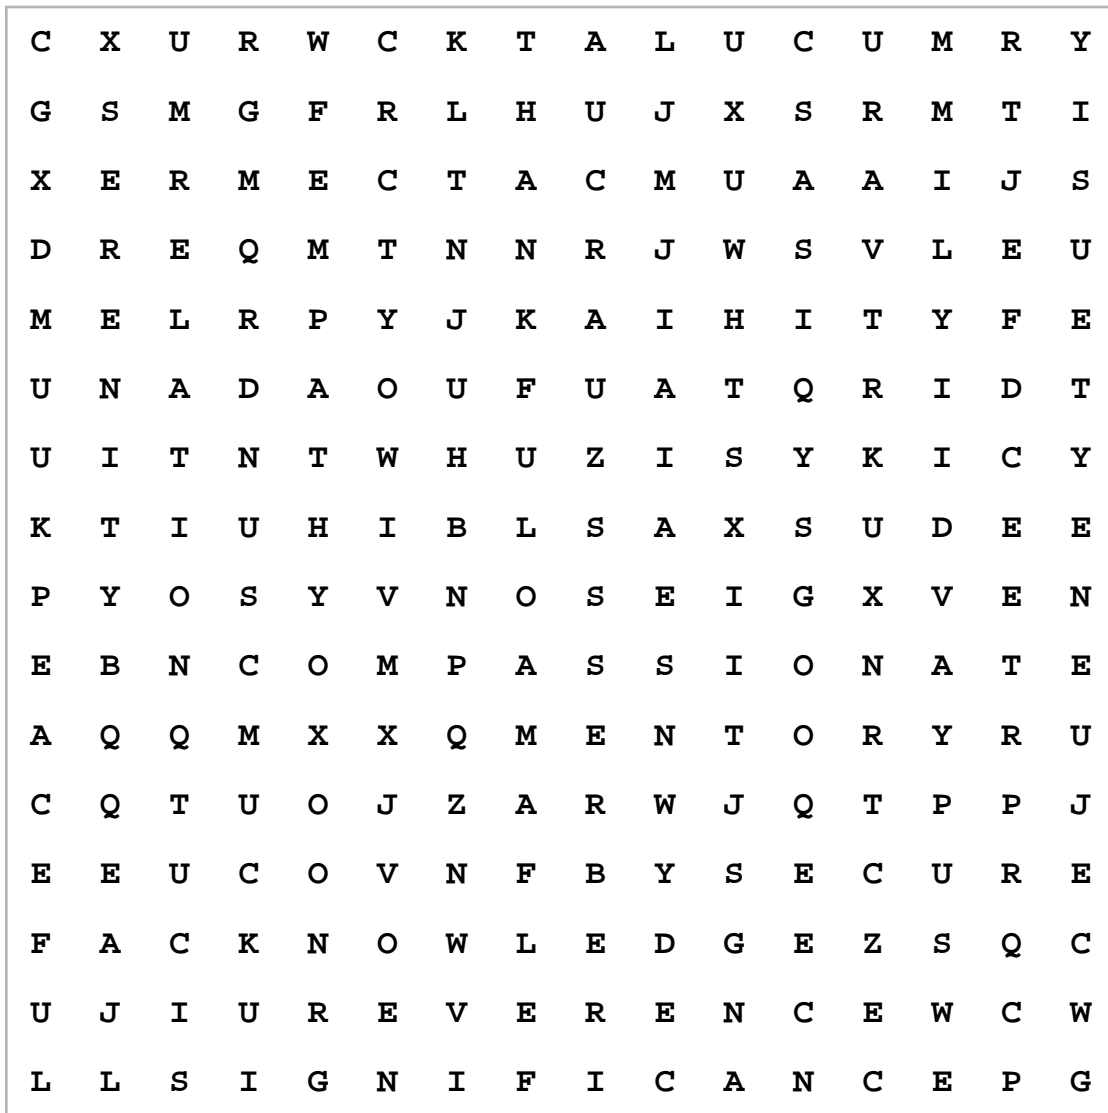 C X U R W C K T A L U C U M R Y
G S M G F R L H U J X S R M T I
X E R M E C T A C M U A A I J S
D R E Q M T N N R J W S V L E U
M E L R P Y J K A I H I T Y F E
U N A D A O U F U A T Q R I D T
U I T N T W H U Z I S Y K I C Y
K T I U H I B L S A X S U D E E
P Y O S Y V N O S E I G X V E N
E B N C O M P A S S I O N A T E
A Q Q M X X Q M E N T O R Y R U
C Q T U O J Z A R W J Q T P P J
E E U C O V N F B Y S E C U R E
F A C K N O W L E D G E Z S Q C
U J I U R E V E R E N C E W C W
L L S I G N I F I C A N C E P G